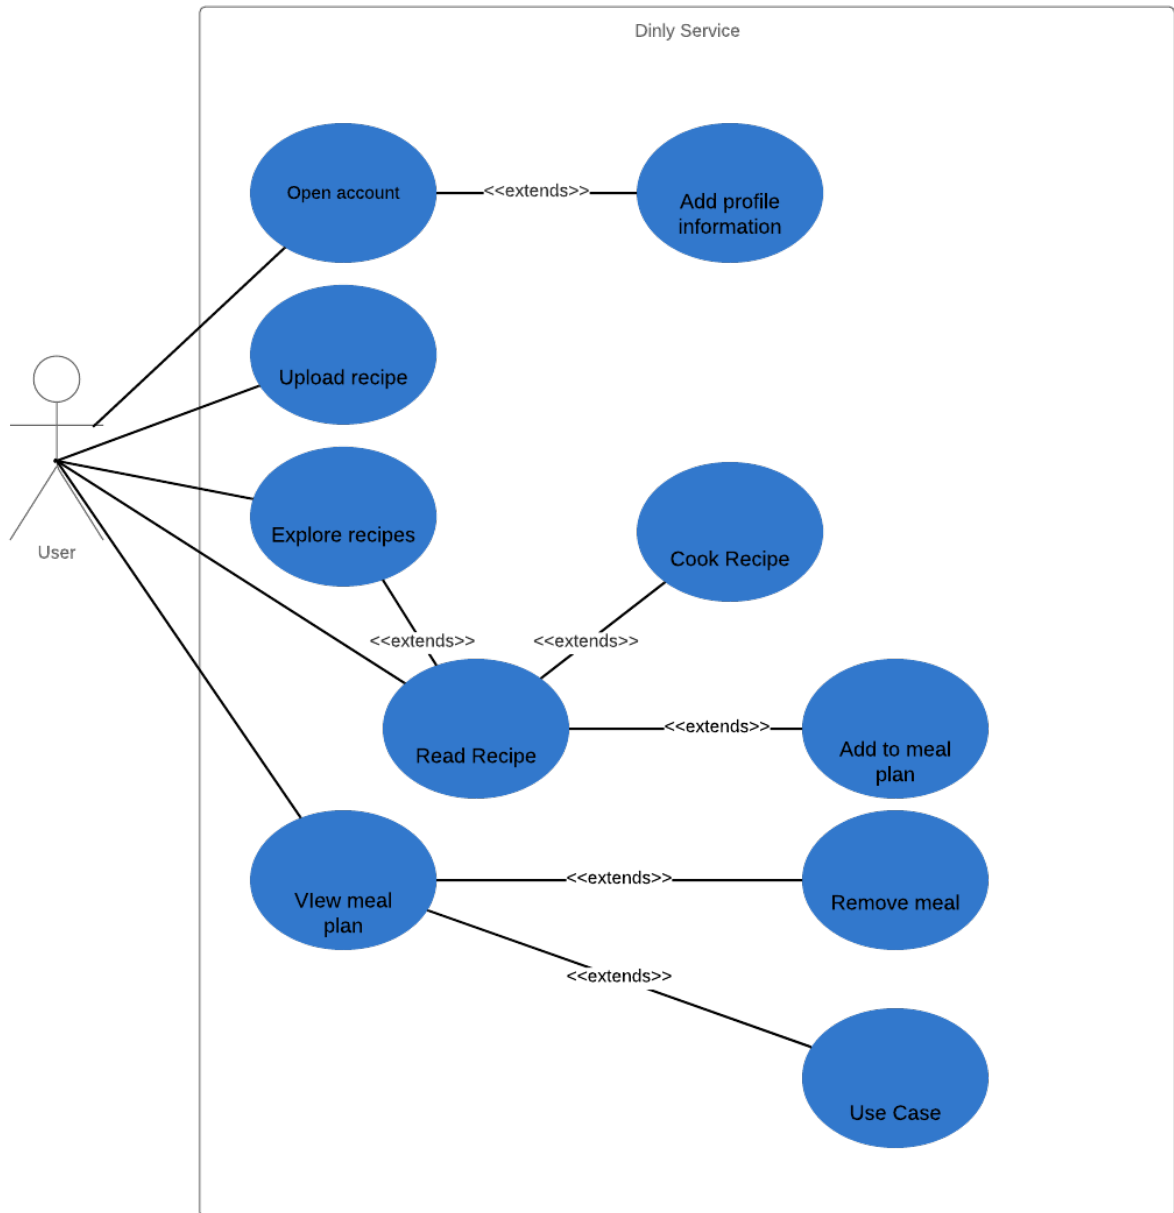 Dinly Service
Open account
<<extends>>
Add profile
information
Upload recipe
Explore recipes
User
Cook Recipe
<<extends>>
<<extends>>
Read Recipe
<<extends>>
Add to meal
plan
VIew meal
plan
<<extends>>
Remove meal
<<extends>>
Use Case